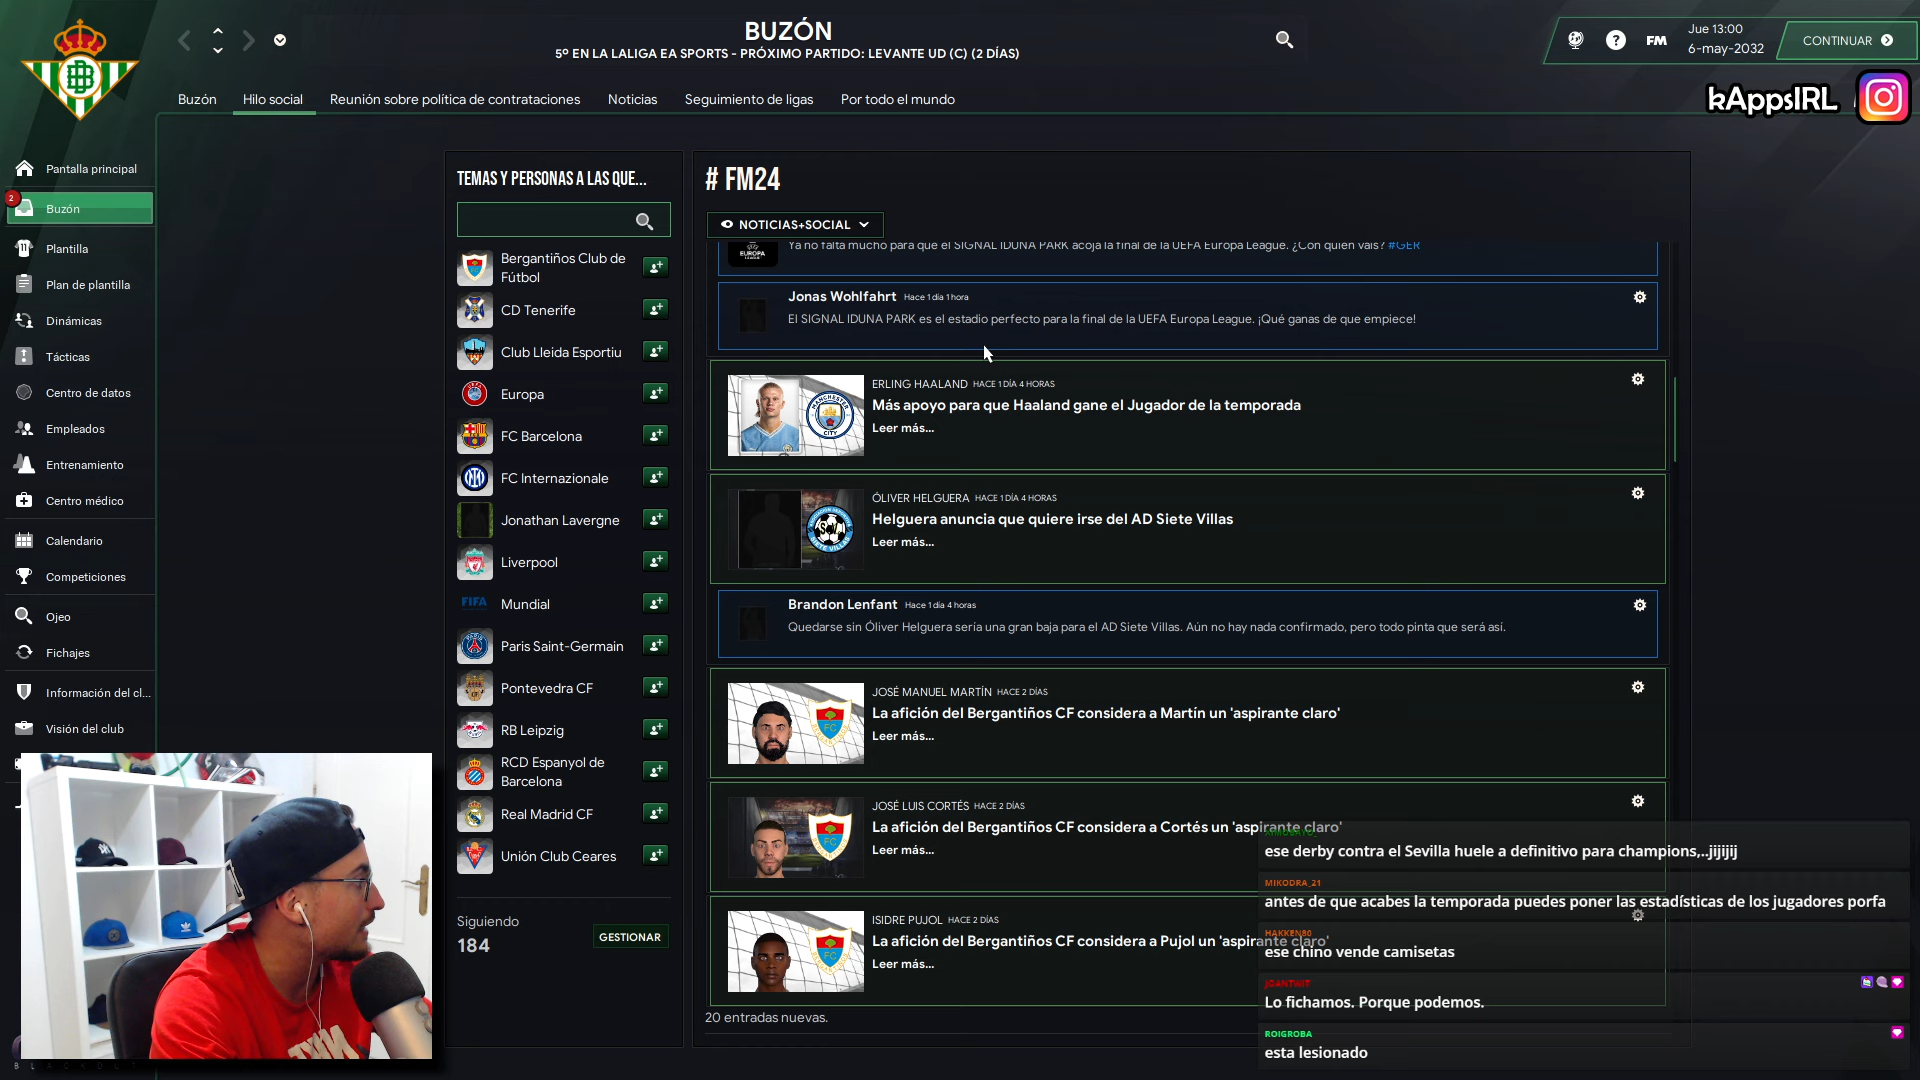 BUZÓN
5º EN LA LALIGA EA SPORTS - PRÓXIMO PARTIDO: LEVANTE UD (C) (2 DÍAS)
FM
Jue 13:00
6-may-2032
CONTINUAR
kAppsIRL
Buzón
Hilo social
Reunión sobre política de contrataciones
Noticias
Seguimiento de ligas
Por todo el mundo
Pantalla principal
2
Buzón
Plantilla
Plan de plantilla
Dinámicas
Tácticas
Centro de datos
Empleados
Entrenamiento
Centro médico
Calendario
Competiciones
Ojeo
Fichajes
Información del cl...
Visión del club
TEMAS Y PERSONAS A LAS QUE...
Bergantiños Club de
Fútbol
CD Tenerife
Club Lleida Esportiu
Europa
FC Barcelona
FC Internazionale
Jonathan Lavergne
Liverpool
FIFA
Mundial
Paris Saint-Germain
Pontevedra CF
RB Leipzig
RCD Espanyol de
Barcelona
Real Madrid CF
Unión Club Ceares
Siguiendo
184
GESTIONAR
# FM24
NOTICIAS+SOCIAL
EUROPA
Ya no falta mucho para que el SIGNAL IDUNA PARK acoja la final de la UEFA Europa League. ¿Con quién vais? #GER
Jonas Wohlfahrt Hace 1 día 1 hora
El SIGNAL IDUNA PARK es el estadio perfecto para la final de la UEFA Europa League. ¡Qué ganas de que empiece!
ERLING HAALAND HACE 1 DÍA 4 HORAS
Más apoyo para que Haaland gane el Jugador de la temporada
Leer más...
ÓLIVER HELGUERA HACE 1 DÍA 4 HORAS
Helguera anuncia que quiere irse del AD Siete Villas
Leer más...
Brandon Lenfant Hace 1 día 4 horas
Quedarse sin Óliver Helguera sería una gran baja para el AD Siete Villas. Aún no hay nada confirmado, pero todo pinta que será así.
JOSÉ MANUEL MARTÍN HACE 2 DÍAS
La afición del Bergantiños CF considera a Martín un 'aspirante claro'
Leer más...
JOSÉ LUIS CORTÉS HACE 2 DÍAS
La afición del Bergantiños CF considera a Cortés un 'aspirante claro'
Leer más...
ISIDRE PUJOL HACE 2 DÍAS
La afición del Bergantiños CF considera a Pujol un 'aspirante claro'
Leer más...
20 entradas nuevas.
ese derby contra el Sevilla huele a definitivo para champions,..jijijij
MIKODRA_21
antes de que acabes la temporada puedes poner las estadísticas de los jugadores porfa
HAKKEN80
ese chino vende camisetas
Lo fichamos. Porque podemos.
ROIGROBA
esta lesionado